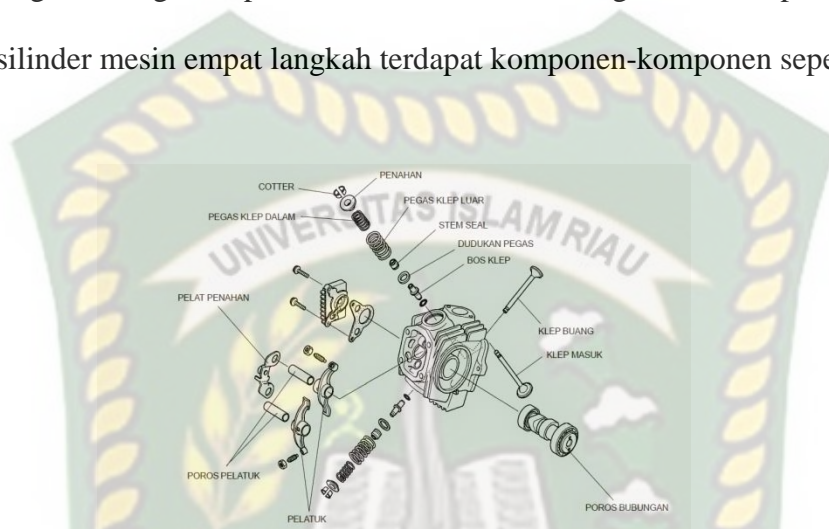 silinder mesin empat langkah terdapat komponen-komponen
COTTER
PENAHAN
PEGAS KLEP LUAR
PEGAS KLEP DALAM
STEM SEAL
DUDUKAN PEGAS
BOS KLEP
UNIVERSITAS ISLAM RIAU
PELAT PENAHAN
KLEP BUANG
KLEP MASUK
POROS PELATUK
PELATUK
POROS BUBUNGAN